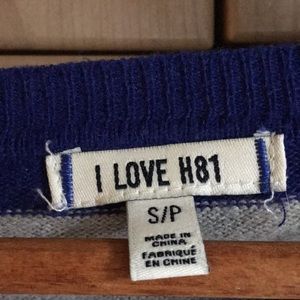 I LOVE H81
S/P
MADE IN
CHINA
FABRIQUÉ
EN CHINE